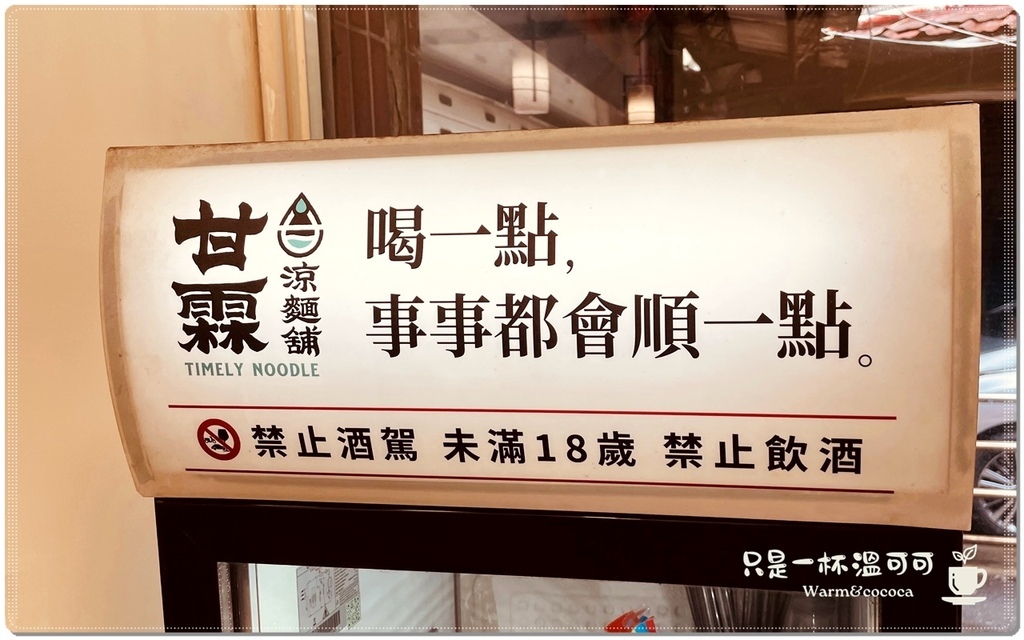 甘霖
涼麵舖
TIMELY NOODLE
喝一點,
事事都會順一點。
禁止酒駕 未滿18歲 禁止飲酒
只是一杯溫可可
Warm&cococa